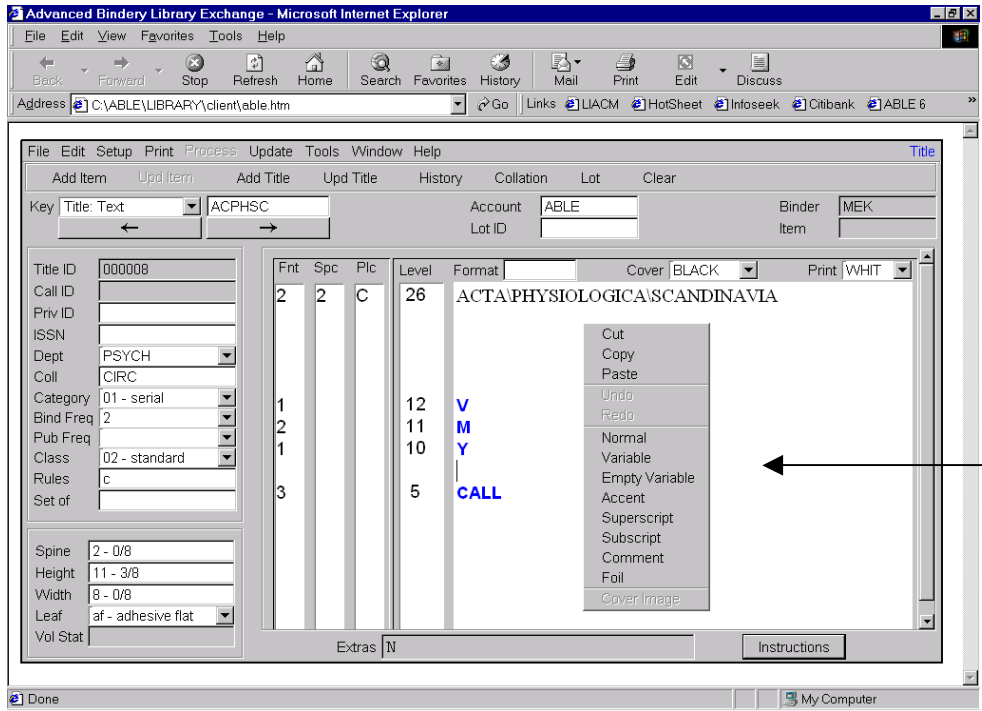 Advanced Bindery Library Exchange - Microsoft Internet Explorer
File Edit View Favorites Tools Help
Back Forward Stop Refresh Home Search Favorites History Mail Print Edit Discuss
Address C:\ABLE\LIBRARY\client\able.htm Go Links LIACM HotSheet Infoseek Citibank ABLE 6 »
File Edit Setup Print Process Update Tools Window Help Title
Add Item Upd Item Add Title Upd Title History Collation Lot Clear
Key Title: Text ACPHSC Account ABLE Binder MEK
← → Lot ID Item
Title ID 000008
Call ID
Priv ID
ISSN
Dept PSYCH
Coll CIRC
Category 01 - serial
Bind Freq 2
Pub Freq
Class 02 - standard
Rules c
Set of
Spine 2 - 0/8
Height 11 - 3/8
Width 8 - 0/8
Leaf af - adhesive flat
Vol Stat
Fnt Spc Plc Level Format Cover BLACK Print WHIT
2 2 C 26 ACTA\PHYSIOLOGICA\SCANDINAVIA
1 12 V
2 11 M
1 10 Y
3 5 CALL
Cut
Copy
Paste
Undo
Redo
Normal
Variable
Empty Variable
Accent
Superscript
Subscript
Comment
Foil
Cover Image
Extras N Instructions
Done My Computer